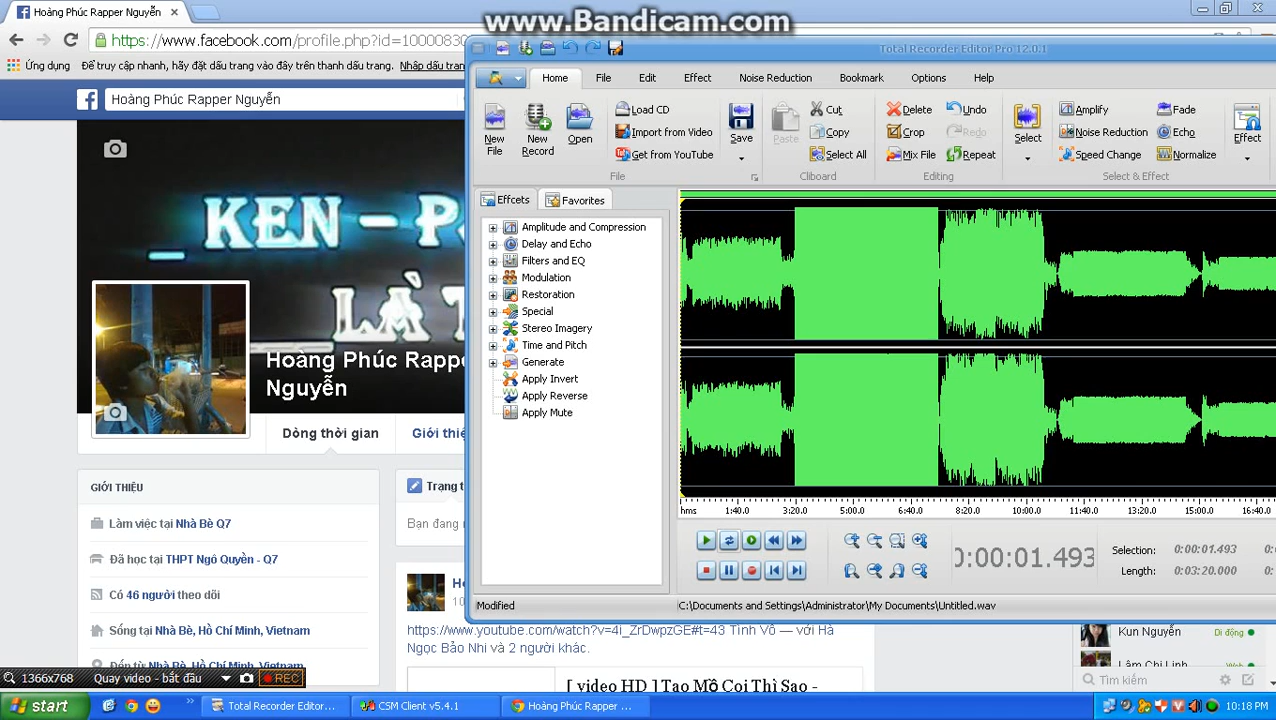 Hoàng Phúc Rapper Nguyễn
www.Bandicam.com
https://www.facebook.com/profile.php?id=1000083
Ứng dụng Để truy cập nhanh, hãy đặt dấu trang vào đây trên thanh dấu trang. Nhập dấu trang
Hoàng Phúc Rapper Nguyễn
KEN - P
LÀ T
Hoàng Phúc Rapp
Nguyễn
Dòng thời gian Giới thiệ
GIỚI THIỆU
Làm việc tại Nhà Bè Q7
Đã học tại THPT Ngô Quyền - Q7
Có 46 người theo dõi
Sống tại Nhà Bè, Hồ Chí Minh, Vietnam
Đến từ Nhà Bè, Hồ Chí Minh, Vietnam
Trạng t
Bạn đang
https://www.youtube.com/watch?v=4i_ZrDwpzGE#t=43 Tình Vô — với Hà
Ngọc Bảo Nhi và 2 người khác.
[ video HD ] Tao Mồ Coi Thì Sao -
Total Recorder Editor Pro 12.0.1
Home File Edit Effect Noise Reduction Bookmark Options Help
New File
New Record
Open
Load CD
Import from Video
Get from YouTube
File
Save
Paste
Cut
Copy
Select All
Cliboard
Delete
Crop
Mix File
Undo
Redo
Repeat
Editing
Select
Amplify
Noise Reduction
Speed Change
Fade
Echo
Normalize
Select & Effect
Effect
Effcets Favorites
Amplitude and Compression
Delay and Echo
Filters and EQ
Modulation
Restoration
Special
Stereo Imagery
Time and Pitch
Generate
Apply Invert
Apply Reverse
Apply Mute
hms 1:40.0 3:20.0 5:00.0 6:40.0 8:20.0 10:00.0 11:40.0 13:20.0 15:00.0 16:40.0
0:00:01.493
Selection: 0:00:01.493
Length: 0:03:20.000
Modified
C:\Documents and Settings\Administrator\My Documents\Untitled.wav
Kun Nguyễn Di động
Lâm Chi Linh Web
Tìm kiếm
1366x768 Quay video - bắt đầu REC
start Total Recorder Editor... CSM Client v5.4.1 Hoàng Phúc Rapper ... 10:18 PM